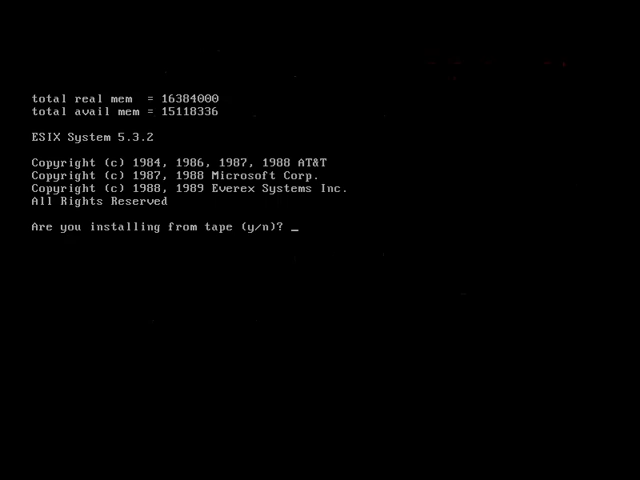 total real mem  = 16384000
total avail mem = 15118336
ESIX System 5.3.2
Copyright (c) 1984, 1986, 1987, 1988 AT&T
Copyright (c) 1987, 1988 Microsoft Corp.
Copyright (c) 1988, 1989 Everex Systems Inc.
All Rights Reserved
Are you installing from tape (y/n)? _